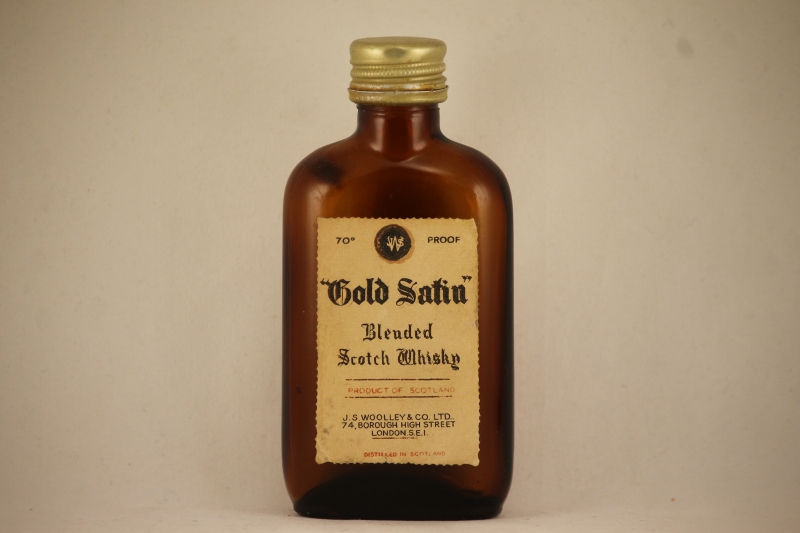 70° PROOF
JWS
"Gold Satin"
Blended
Scotch Whisky
PRODUCT OF SCOTLAND
J. S. WOOLLEY & CO. LTD.
74, BOROUGH HIGH STREET
LONDON. S.E.I.
DISTILLED IN SCOTLAND